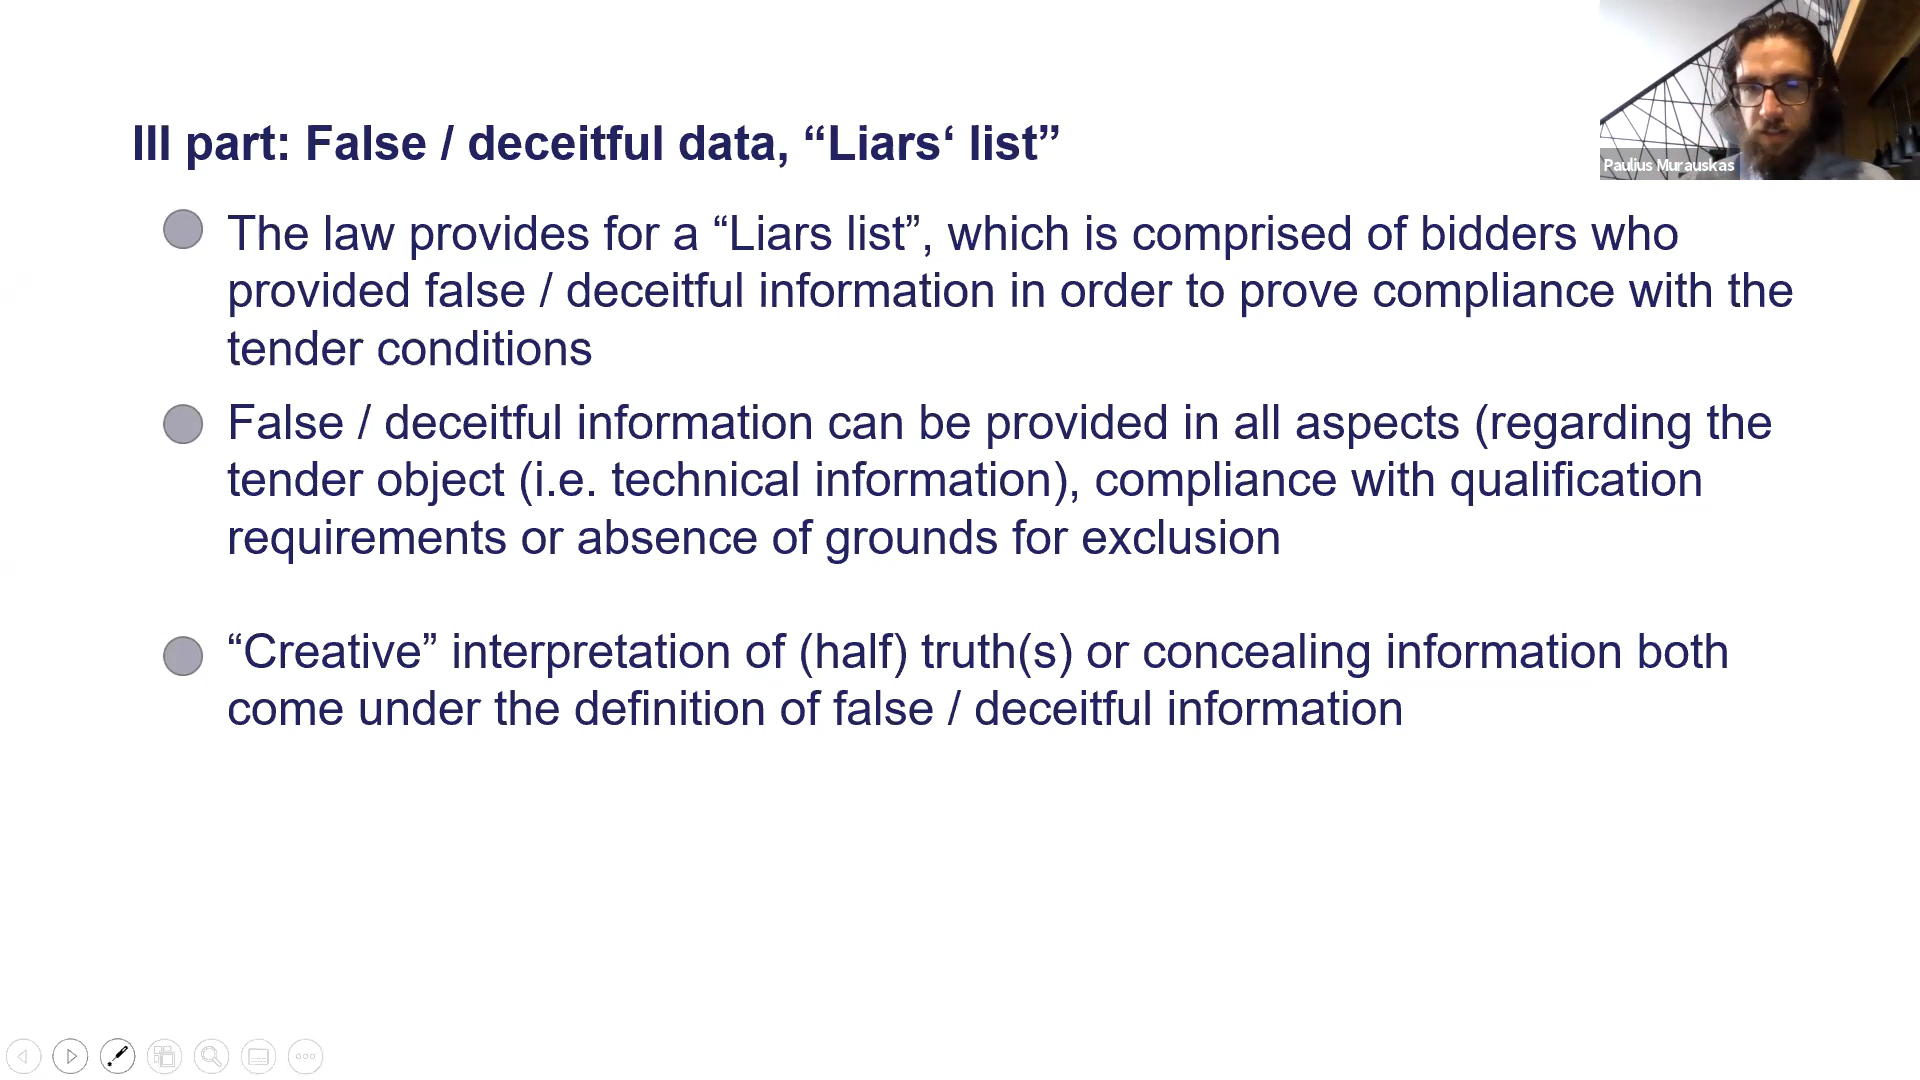 III part: False / deceitful data, “Liars‘ list”
Paulius Murauskas
The law provides for a “Liars list”, which is comprised of bidders who
provided false / deceitful information in order to prove compliance with the
tender conditions
False / deceitful information can be provided in all aspects (regarding the
tender object (i.e. technical information), compliance with qualification
requirements or absence of grounds for exclusion
“Creative” interpretation of (half) truth(s) or concealing information both
come under the definition of false / deceitful information